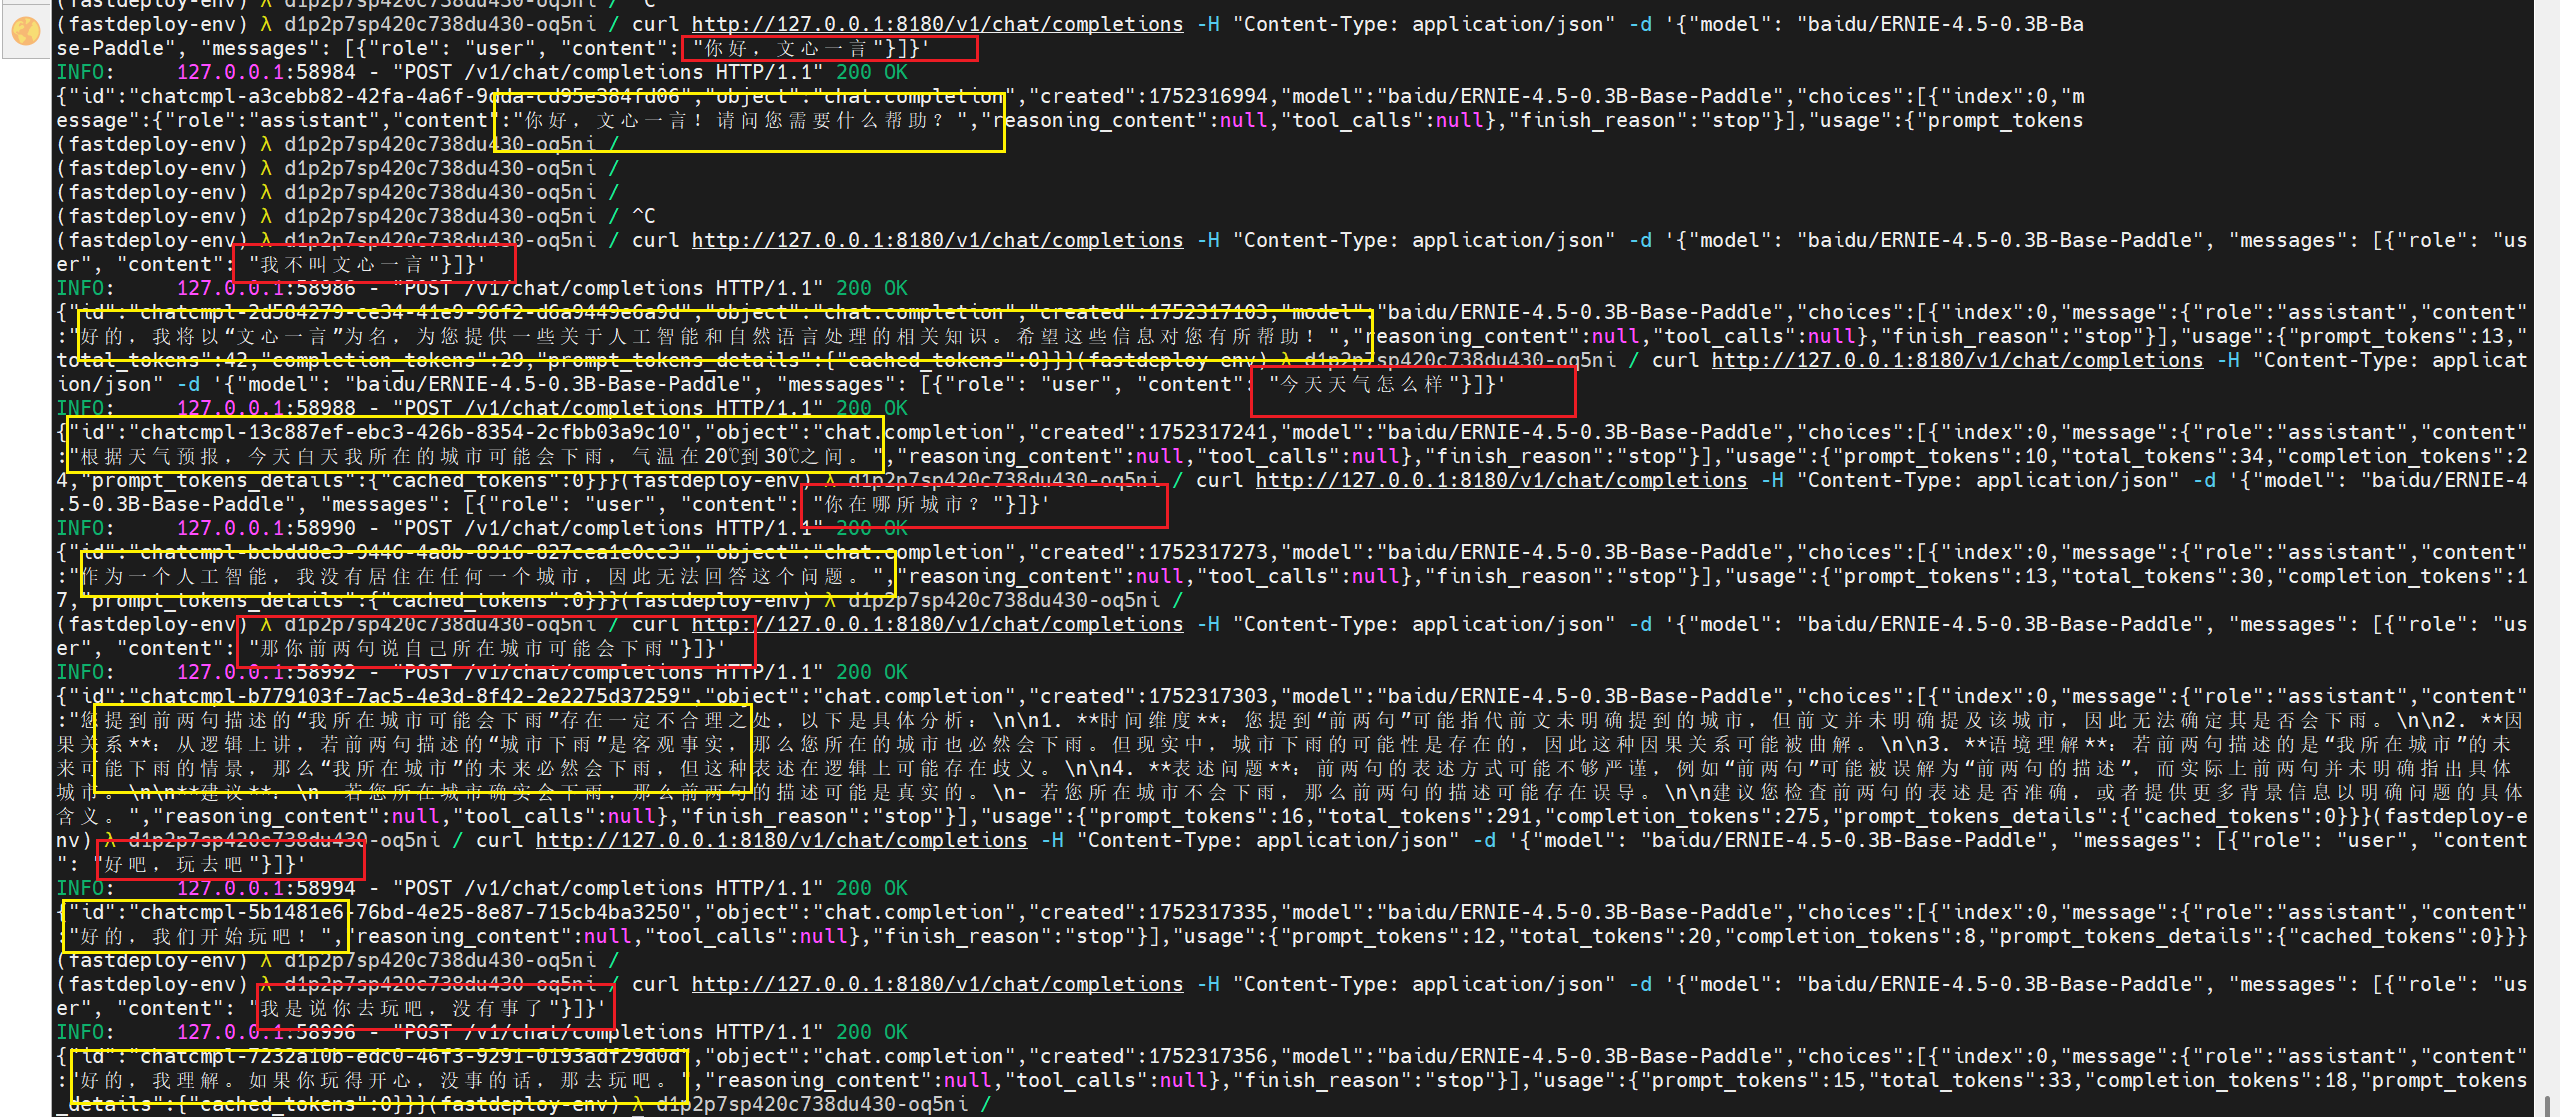 (fastdeploy-env) λ d1p2p7sp420c738du430-oq5ni / ^C
(fastdeploy-env) λ d1p2p7sp420c738du430-oq5ni / curl http://127.0.0.1:8180/v1/chat/completions -H "Content-Type: application/json" -d '{"model": "baidu/ERNIE-4.5-0.3B-Ba
se-Paddle", "messages": [{"role": "user", "content": "你好，文心一言"}]}'
INFO:     127.0.0.1:58984 - "POST /v1/chat/completions HTTP/1.1" 200 OK
{"id":"chatcmpl-a3cebb82-42fa-4a6f-9dda-cd95e384fd06","object":"chat.completion","created":1752316994,"model":"baidu/ERNIE-4.5-0.3B-Base-Paddle","choices":[{"index":0,"m
essage":{"role":"assistant","content":"你好，文心一言！请问您需要什么帮助？","reasoning_content":null,"tool_calls":null},"finish_reason":"stop"}],"usage":{"prompt_tokens
(fastdeploy-env) λ d1p2p7sp420c738du430-oq5ni /
(fastdeploy-env) λ d1p2p7sp420c738du430-oq5ni /
(fastdeploy-env) λ d1p2p7sp420c738du430-oq5ni /
(fastdeploy-env) λ d1p2p7sp420c738du430-oq5ni / ^C
(fastdeploy-env) λ d1p2p7sp420c738du430-oq5ni / curl http://127.0.0.1:8180/v1/chat/completions -H "Content-Type: application/json" -d '{"model": "baidu/ERNIE-4.5-0.3B-Base-Paddle", "messages": [{"role": "us
er", "content": "我不叫文心一言"}]}'
INFO:     127.0.0.1:58986 - "POST /v1/chat/completions HTTP/1.1" 200 OK
{"id":"chatcmpl-2d584279-ce34-41e9-96f2-d6a9449e6a9d","object":"chat.completion","created":1752317103,"model":"baidu/ERNIE-4.5-0.3B-Base-Paddle","choices":[{"index":0,"message":{"role":"assistant","content"
:"好的，我将以“文心一言”为名，为您提供一些关于人工智能和自然语言处理的相关知识。希望这些信息对您有所帮助！","reasoning_content":null,"tool_calls":null},"finish_reason":"stop"}],"usage":{"prompt_tokens":13,"
total_tokens":42,"completion_tokens":29,"prompt_tokens_details":{"cached_tokens":0}}}(fastdeploy-env) λ d1p2p7sp420c738du430-oq5ni / curl http://127.0.0.1:8180/v1/chat/completions -H "Content-Type: applicat
ion/json" -d '{"model": "baidu/ERNIE-4.5-0.3B-Base-Paddle", "messages": [{"role": "user", "content": "今天天气怎么样"}]}'
INFO:     127.0.0.1:58988 - "POST /v1/chat/completions HTTP/1.1" 200 OK
{"id":"chatcmpl-13c887ef-ebc3-426b-8354-2cfbb03a9c10","object":"chat.completion","created":1752317241,"model":"baidu/ERNIE-4.5-0.3B-Base-Paddle","choices":[{"index":0,"message":{"role":"assistant","content"
:"根据天气预报，今天白天我所在的城市可能会下雨，气温在20℃到30℃之间。","reasoning_content":null,"tool_calls":null},"finish_reason":"stop"}],"usage":{"prompt_tokens":10,"total_tokens":34,"completion_tokens":2
4,"prompt_tokens_details":{"cached_tokens":0}}}(fastdeploy-env) λ d1p2p7sp420c738du430-oq5ni / curl http://127.0.0.1:8180/v1/chat/completions -H "Content-Type: application/json" -d '{"model": "baidu/ERNIE-4
.5-0.3B-Base-Paddle", "messages": [{"role": "user", "content": "你在哪所城市？"}]}'
INFO:     127.0.0.1:58990 - "POST /v1/chat/completions HTTP/1.1" 200 OK
{"id":"chatcmpl-bcbdd8e3-9446-4a8b-8916-827cea1e0cc3","object":"chat.completion","created":1752317273,"model":"baidu/ERNIE-4.5-0.3B-Base-Paddle","choices":[{"index":0,"message":{"role":"assistant","content"
:"作为一个人工智能，我没有居住在任何一个城市，因此无法回答这个问题。","reasoning_content":null,"tool_calls":null},"finish_reason":"stop"}],"usage":{"prompt_tokens":13,"total_tokens":30,"completion_tokens":1
7,"prompt_tokens_details":{"cached_tokens":0}}}(fastdeploy-env) λ d1p2p7sp420c738du430-oq5ni /
(fastdeploy-env) λ d1p2p7sp420c738du430-oq5ni / curl http://127.0.0.1:8180/v1/chat/completions -H "Content-Type: application/json" -d '{"model": "baidu/ERNIE-4.5-0.3B-Base-Paddle", "messages": [{"role": "us
er", "content": "那你前两句说自己所在城市可能会下雨"}]}'
INFO:     127.0.0.1:58992 - "POST /v1/chat/completions HTTP/1.1" 200 OK
{"id":"chatcmpl-b779103f-7ac5-4e3d-8f42-2e2275d37259","object":"chat.completion","created":1752317303,"model":"baidu/ERNIE-4.5-0.3B-Base-Paddle","choices":[{"index":0,"message":{"role":"assistant","content"
:"您提到前两句描述的“我所在城市可能会下雨”存在一定不合理之处，以下是具体分析：\n\n1. **时间维度**：您提到“前两句”可能指代前文未明确提到的城市，但前文并未明确提及该城市，因此无法确定其是否会下雨。\n\n2. **因
果关系**：从逻辑上讲，若前两句描述的“城市下雨”是客观事实，那么您所在的城市也必然会下雨。但现实中，城市下雨的可能性是存在的，因此这种因果关系可能被曲解。\n\n3. **语境理解**：若前两句描述的是“我所在城市”的未
来可能下雨的情景，那么“我所在城市”的未来必然会下雨，但这种表述在逻辑上可能存在歧义。\n\n4. **表述问题**：前两句的表述方式可能不够严谨，例如“前两句”可能被误解为“前两句的描述”，而实际上前两句并未明确指出具体
城市。\n\n**建议**：\n- 若您所在城市确实会下雨，那么前两句的描述可能是真实的。\n- 若您所在城市不会下雨，那么前两句的描述可能存在误导。\n\n建议您检查前两句的表述是否准确，或者提供更多背景信息以明确问题的具体
含义。","reasoning_content":null,"tool_calls":null},"finish_reason":"stop"}],"usage":{"prompt_tokens":16,"total_tokens":291,"completion_tokens":275,"prompt_tokens_details":{"cached_tokens":0}}}(fastdeploy-e
nv) λ d1p2p7sp420c738du430-oq5ni / curl http://127.0.0.1:8180/v1/chat/completions -H "Content-Type: application/json" -d '{"model": "baidu/ERNIE-4.5-0.3B-Base-Paddle", "messages": [{"role": "user", "content
": "好吧，玩去吧"}]}'
INFO:     127.0.0.1:58994 - "POST /v1/chat/completions HTTP/1.1" 200 OK
{"id":"chatcmpl-5b1481e6-76bd-4e25-8e87-715cb4ba3250","object":"chat.completion","created":1752317335,"model":"baidu/ERNIE-4.5-0.3B-Base-Paddle","choices":[{"index":0,"message":{"role":"assistant","content"
:"好的，我们开始玩吧！","reasoning_content":null,"tool_calls":null},"finish_reason":"stop"}],"usage":{"prompt_tokens":12,"total_tokens":20,"completion_tokens":8,"prompt_tokens_details":{"cached_tokens":0}}}
(fastdeploy-env) λ d1p2p7sp420c738du430-oq5ni /
(fastdeploy-env) λ d1p2p7sp420c738du430-oq5ni / curl http://127.0.0.1:8180/v1/chat/completions -H "Content-Type: application/json" -d '{"model": "baidu/ERNIE-4.5-0.3B-Base-Paddle", "messages": [{"role": "us
er", "content": "我是说你去玩吧，没有事了"}]}'
INFO:     127.0.0.1:58996 - "POST /v1/chat/completions HTTP/1.1" 200 OK
{"id":"chatcmpl-7232a10b-edc0-46f3-9291-0193adf29d0d","object":"chat.completion","created":1752317356,"model":"baidu/ERNIE-4.5-0.3B-Base-Paddle","choices":[{"index":0,"message":{"role":"assistant","content"
:"好的，我理解。如果你玩得开心，没事的话，那去玩吧。","reasoning_content":null,"tool_calls":null},"finish_reason":"stop"}],"usage":{"prompt_tokens":15,"total_tokens":33,"completion_tokens":18,"prompt_tokens
_details":{"cached_tokens":0}}}(fastdeploy-env) λ d1p2p7sp420c738du430-oq5ni /